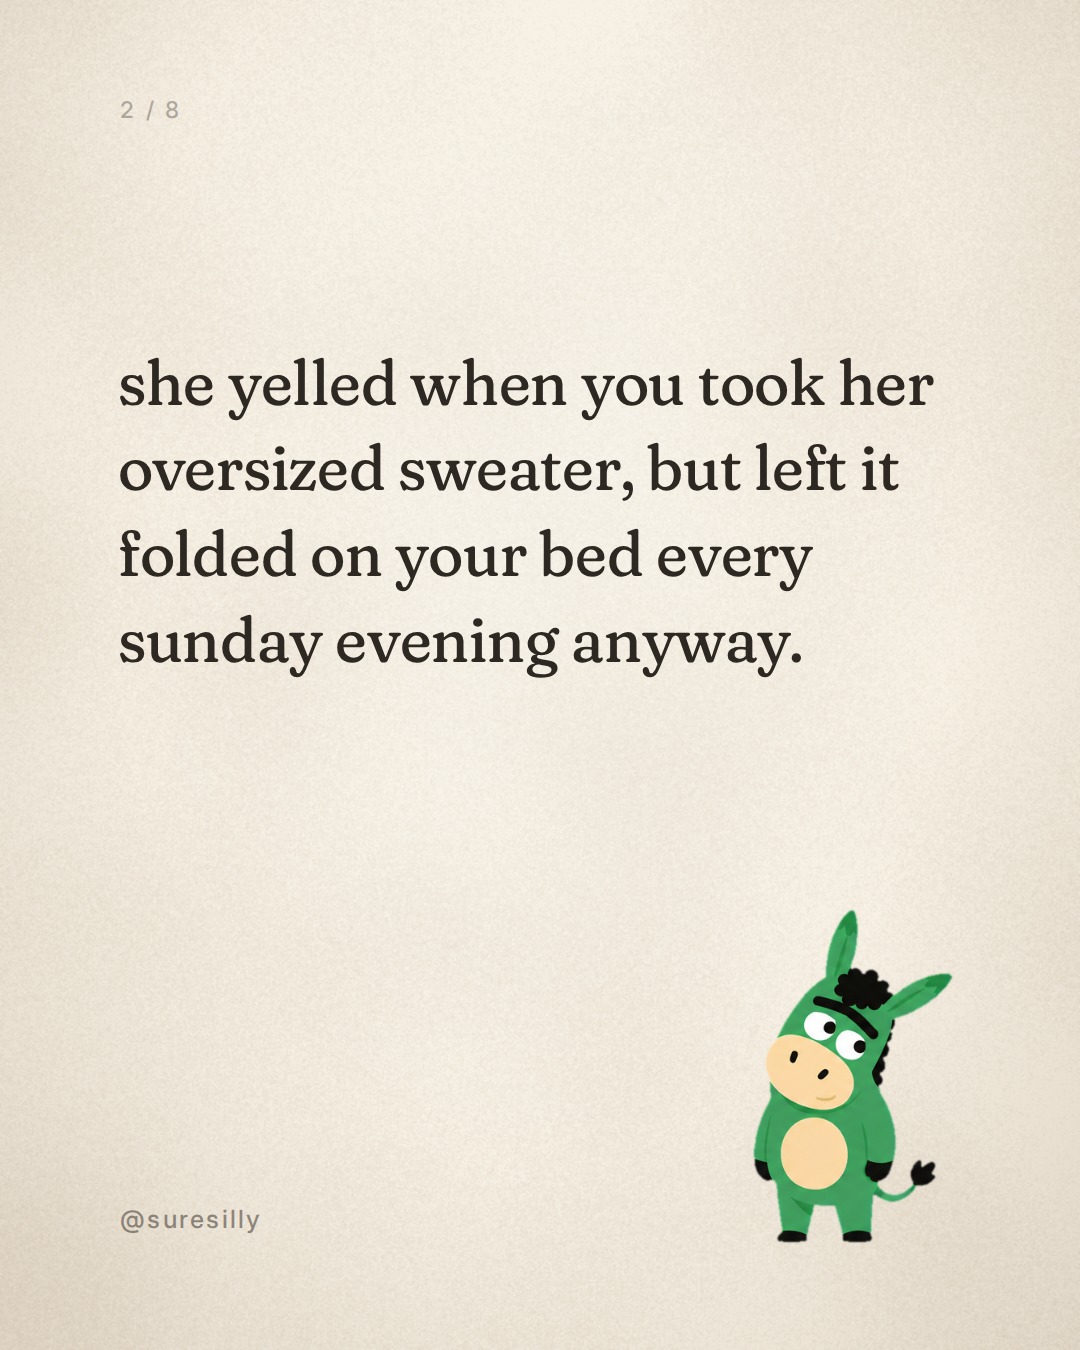 2 / 8
she yelled when you took her
oversized sweater, but left it
folded on your bed every
sunday evening anyway.
@suresilly